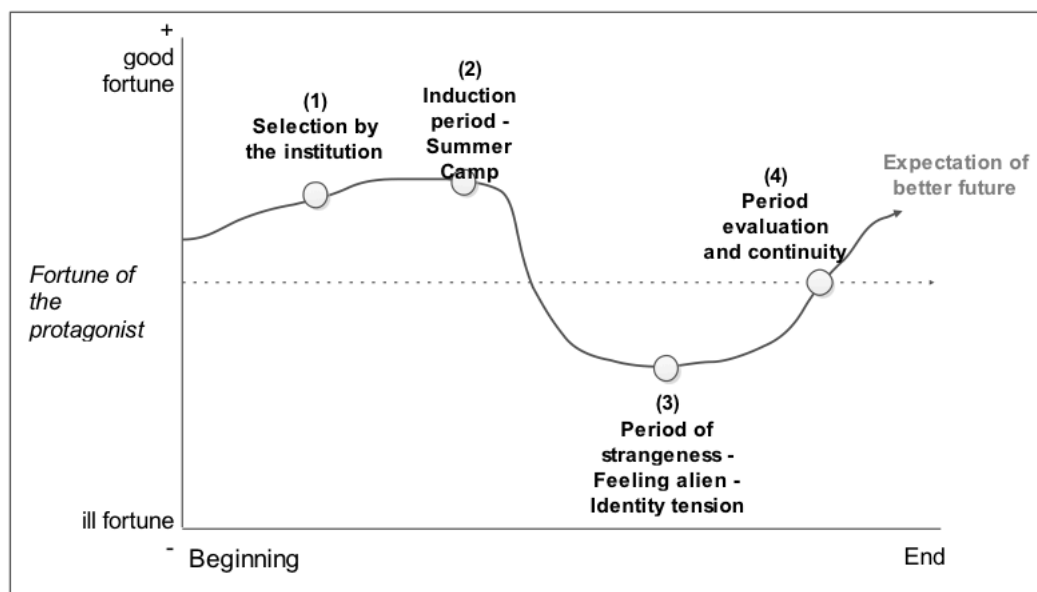 +
good
fortune
(1)
Selection by
the institution
(2)
Induction
period -
Summer
Camp
(4)
Period
evaluation
and continuity
Expectation of
better future
Fortune of
the
protagonist
(3)
Period of
strangeness -
Feeling alien -
Identity tension
ill fortune
-
Beginning
End